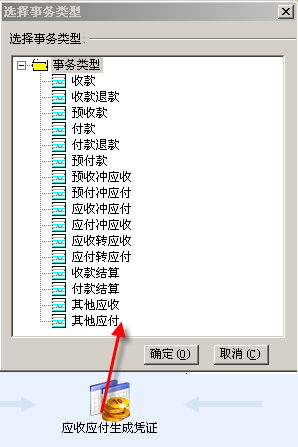 选择事务类型
选择事务类型:
事务类型
收款
收款退款
预收款
付款
付款退款
预付款
预收冲应收
预付冲应付
应收冲应付
应付冲应收
应收转应收
应付转应付
收款结算
付款结算
其他应收
其他应付
确定(O) 取消(C)
应收应付生成凭证